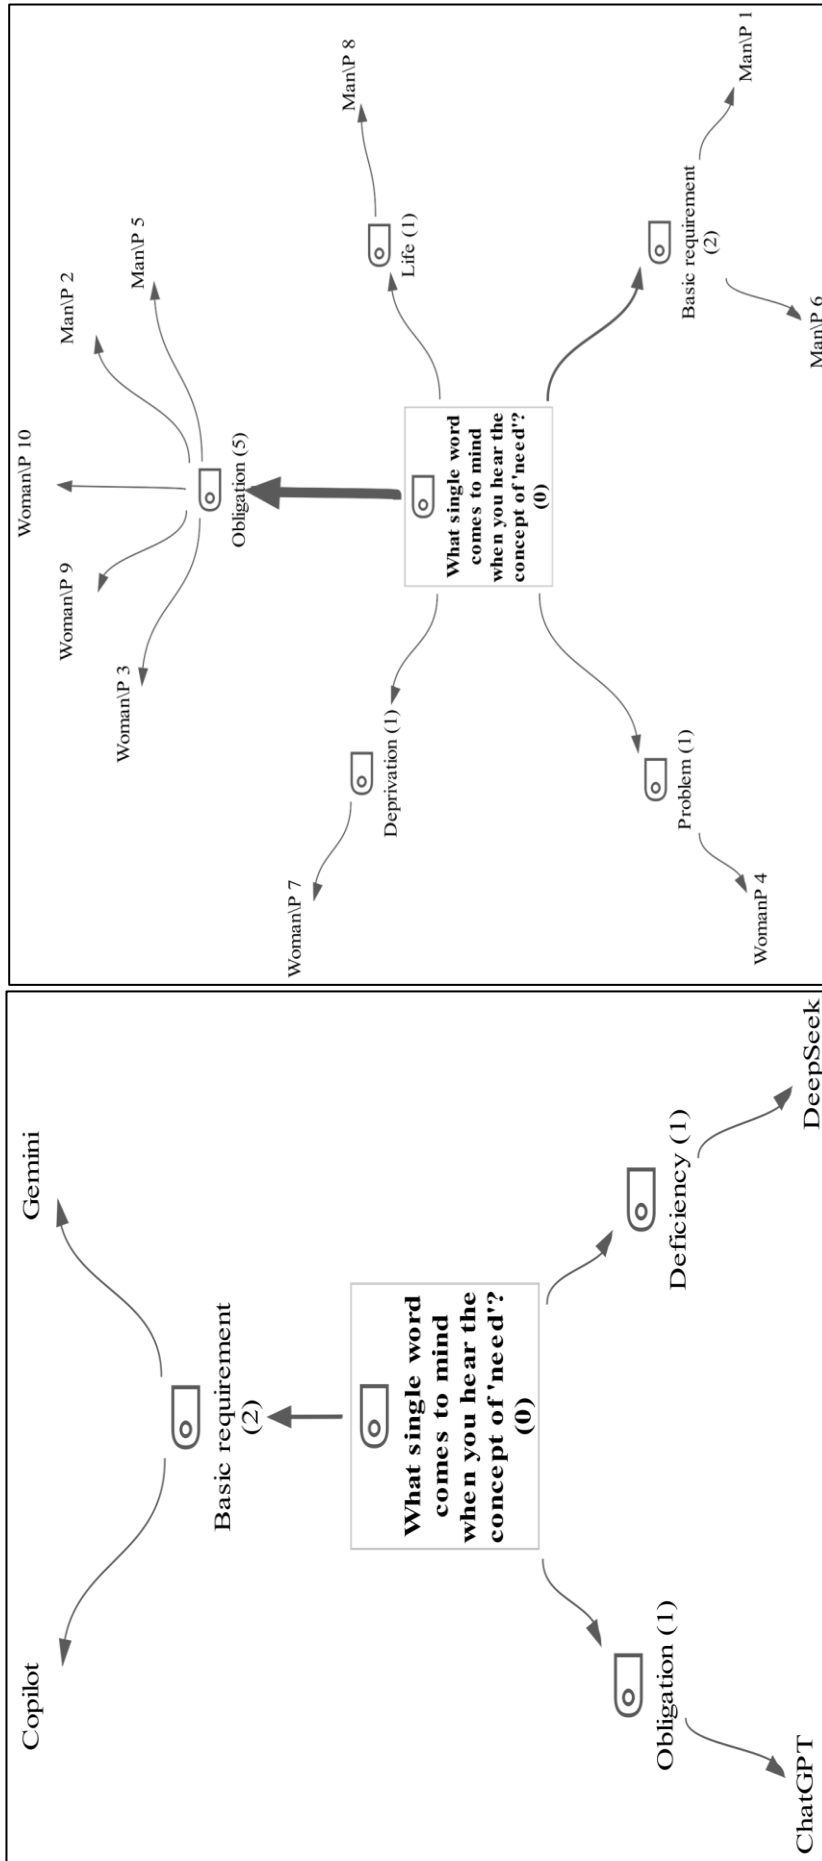 Woman\P 10
Woman\P 9
Man\P 2
Woman\P 3
Man\P 5
Obligation (5)
Woman\P 7
Man\P 8
Deprivation (1)
Life (1)
What single word
comes to mind
when you hear the
concept of 'need'?
(0)
Problem (1)
Basic requirement
(2)
WomanP 4
Man\P 6
Man\P 1
Copilot
Gemini
Basic requirement
(2)
What single word
comes to mind
when you hear the
concept of 'need'?
(0)
Obligation (1)
Deficiency (1)
ChatGPT
DeepSeek